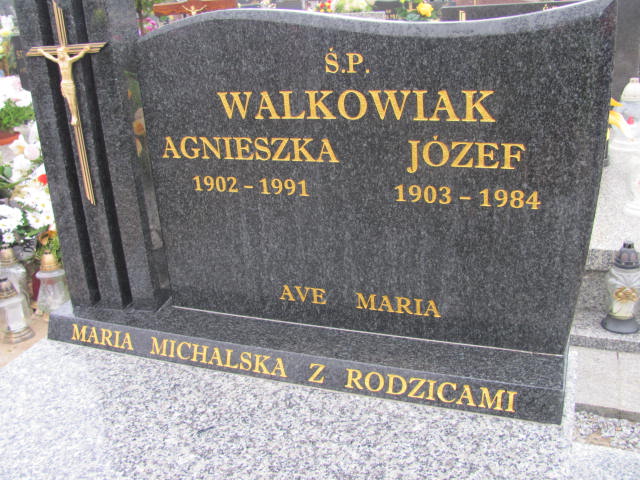 Ś.P.
WALKOWIAK
AGNIESZKA JÓZEF
1902 – 1991 1903 – 1984
AVE MARIA
MARIA MICHALSKA Z RODZICAMI